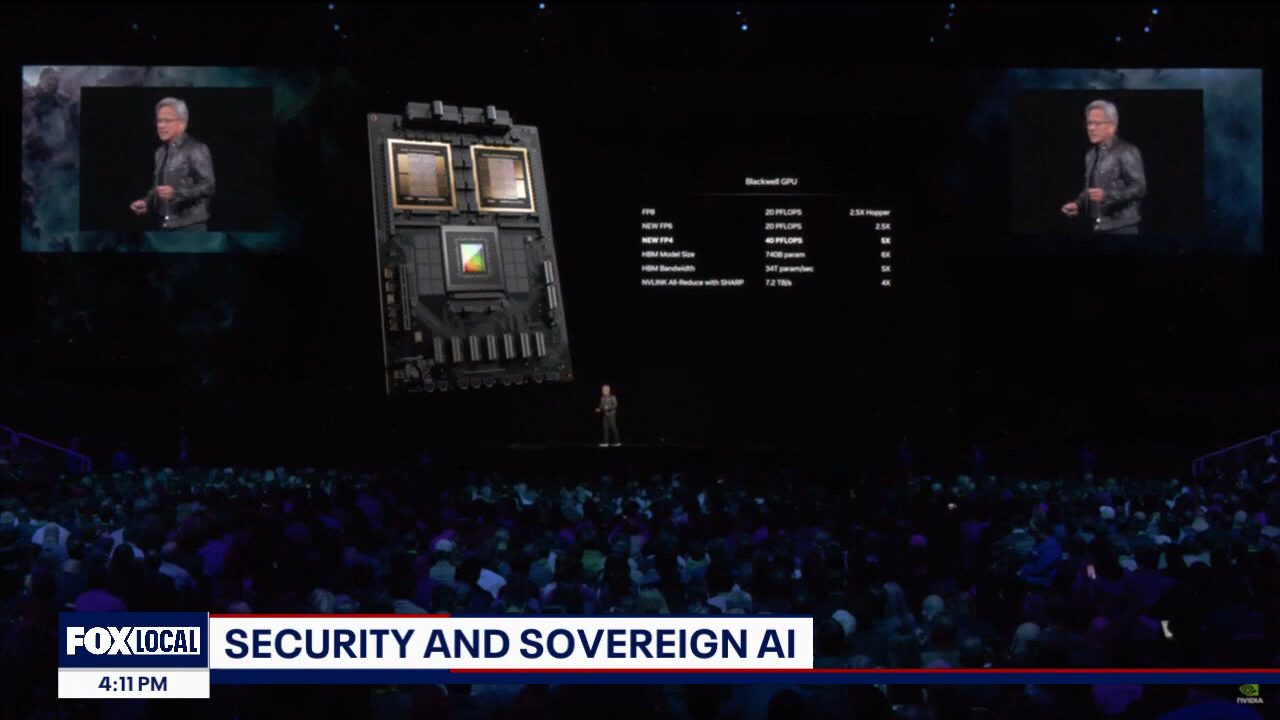 Blackwell GPU
FP8 20 PFLOPS 2.5X Hopper
NEW FP6 20 PFLOPS 2.5X
NEW FP4 40 PFLOPS 5X
HBM Model Size 740B param 6X
HBM Bandwidth 34T param/sec 5X
NVLINK All-Reduce with SHARP 7.2 TB/s 4X
FOX LOCAL
SECURITY AND SOVEREIGN AI
4:11 PM
NVIDIA